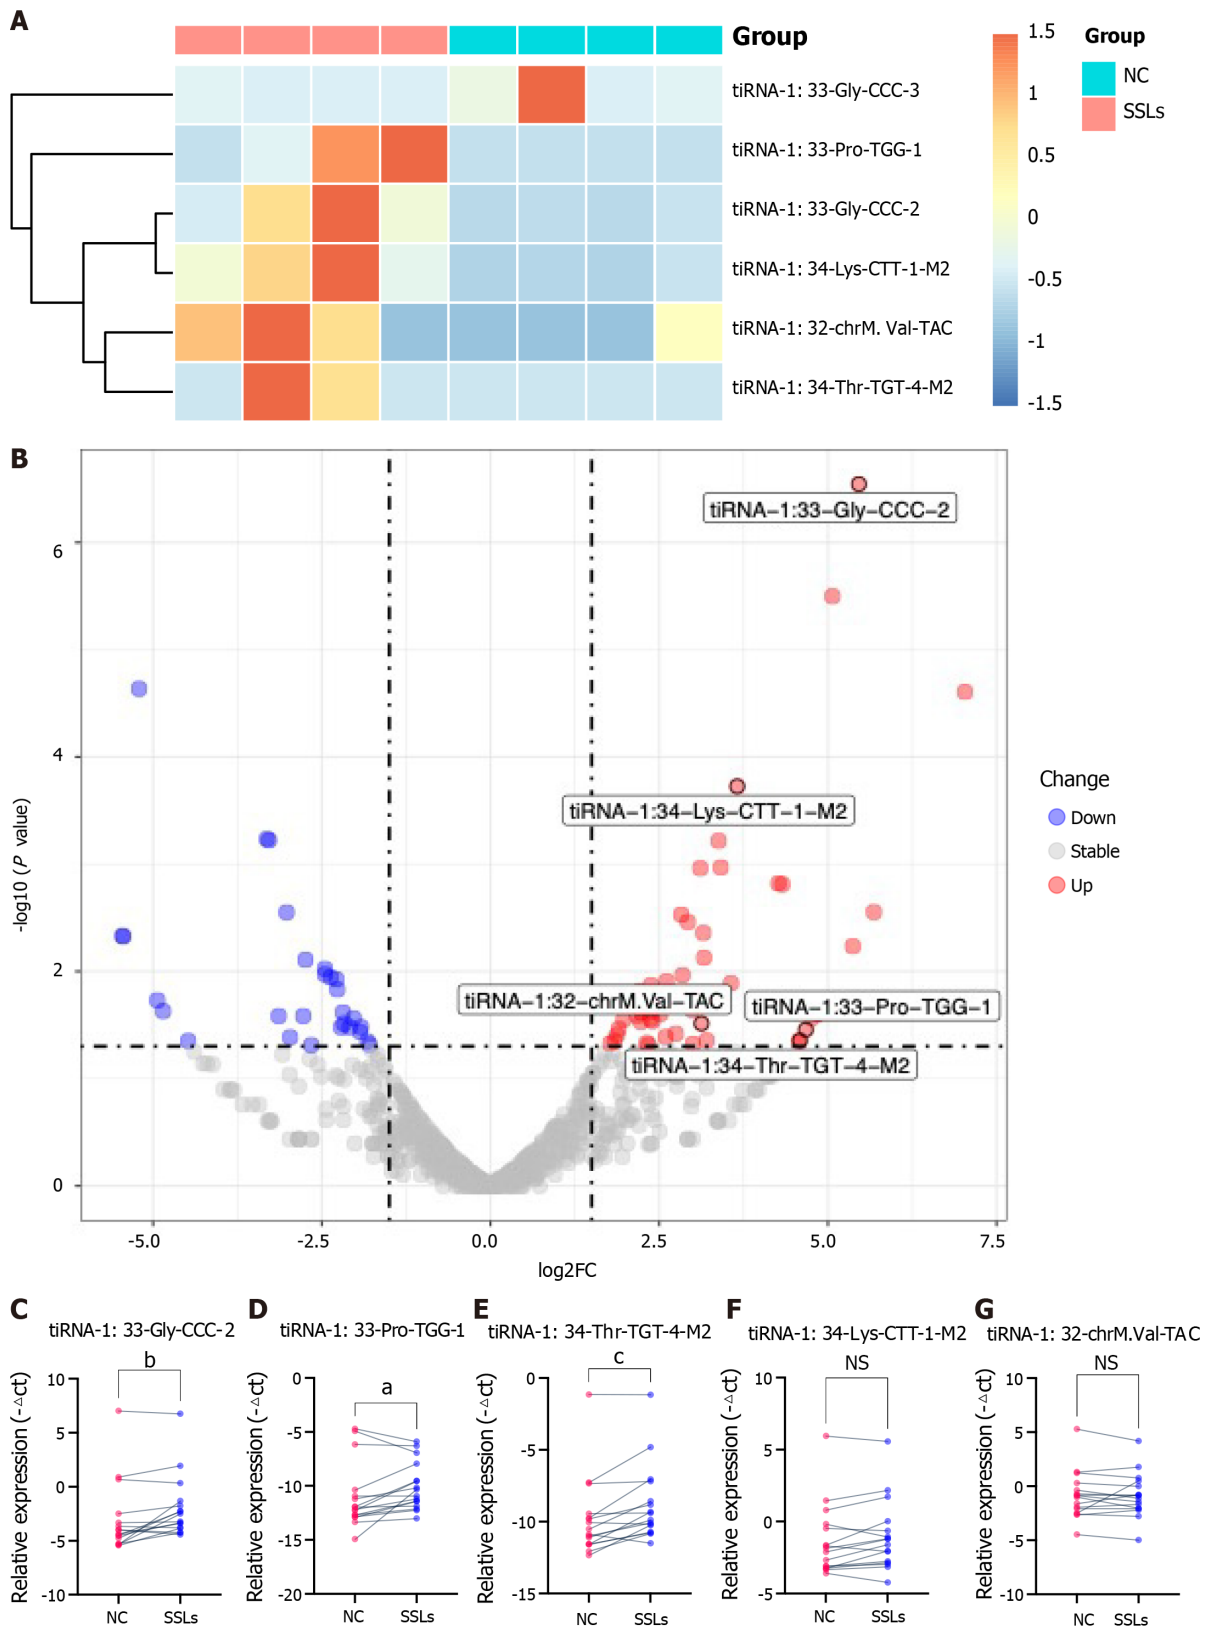 A
Group
tiRNA-1: 33-Gly-CCC-3
tiRNA-1: 33-Pro-TGG-1
tiRNA-1: 33-Gly-CCC-2
tiRNA-1: 34-Lys-CTT-1-M2
tiRNA-1: 32-chrM. Val-TAC
tiRNA-1: 34-Thr-TGT-4-M2
1.5
1
0.5
0
-0.5
-1
-1.5
Group
NC
SSLs
B
-log10 (P value)
6
4
2
0
tiRNA-1:33-Gly-CCC-2
tiRNA-1:34-Lys-CTT-1-M2
tiRNA-1:32-chrM.Val-TAC
tiRNA-1:33-Pro-TGG-1
tiRNA-1:34-Thr-TGT-4-M2
-5.0 -2.5 0.0 2.5 5.0 7.5
log2FC
Change
Down
Stable
Up
C
tiRNA-1: 33-Gly-CCC-2
b
Relative expression (-△ct)
10
5
0
-5
-10
NC SSLs
D
tiRNA-1: 33-Pro-TGG-1
a
Relative expression (-△ct)
0
-5
-10
-15
-20
NC SSLs
E
tiRNA-1: 34-Thr-TGT-4-M2
c
Relative expression (-△ct)
0
-5
-10
-15
NC SSLs
F
tiRNA-1: 34-Lys-CTT-1-M2
NS
Relative expression (-△ct)
10
5
0
-5
NC SSLs
G
tiRNA-1: 32-chrM.Val-TAC
NS
Relative expression (-△ct)
10
5
0
-5
-10
NC SSLs